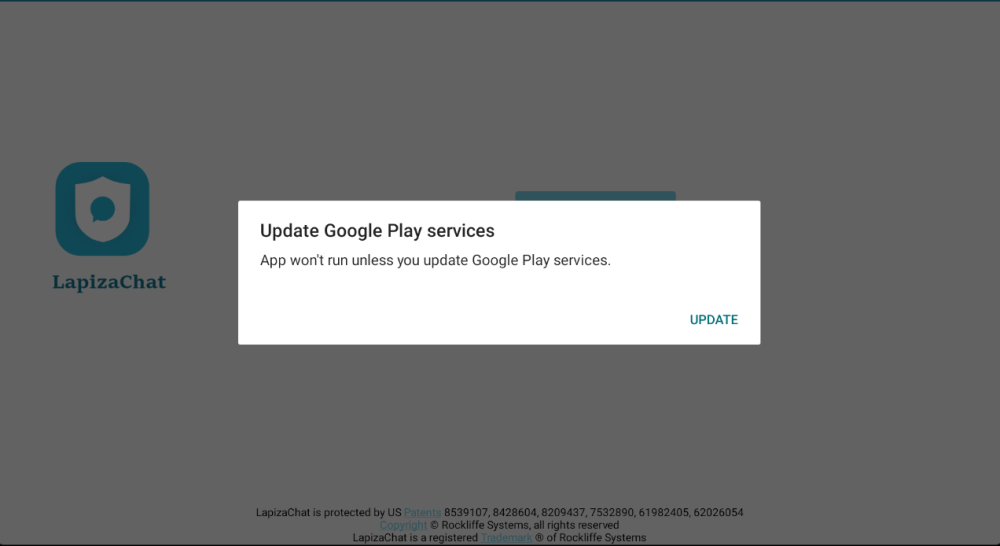 LapizaChat
Update Google Play services
App won't run unless you update Google Play services.
UPDATE
LapizaChat is protected by US Patents 8539107, 8428604, 8209437, 7532890, 61982405, 62026054
Copyright © Rockliffe Systems, all rights reserved
LapizaChat is a registered Trademark ® of Rockliffe Systems